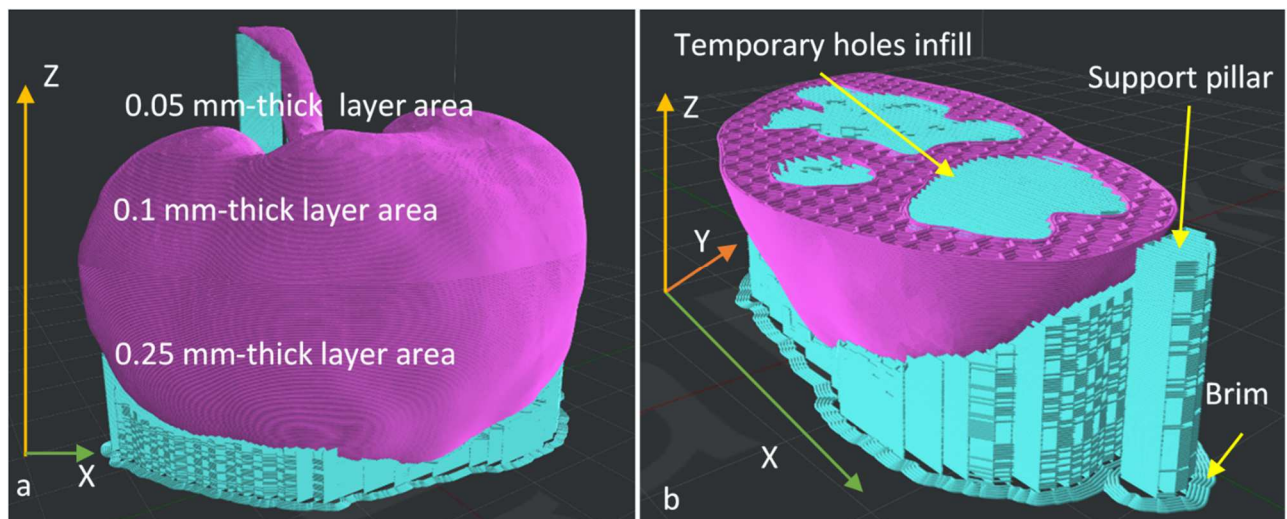 Z
0.05 mm-thick layer area
0.1 mm-thick layer area
0.25 mm-thick layer area
X
a
Temporary holes infill
Support pillar
Z
Y
X
Brim
b